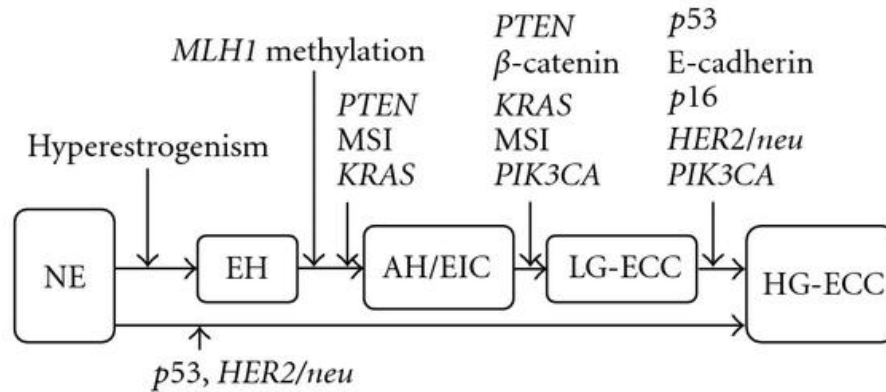 MLH1 methylation
Hyperestrogenism
PTEN
MSI
KRAS
PTEN
β-catenin
KRAS
MSI
PIK3CA
p53
E-cadherin
p16
HER2/neu
PIK3CA
NE
EH
AH/EIC
LG-ECC
HG-ECC
p53, HER2/neu